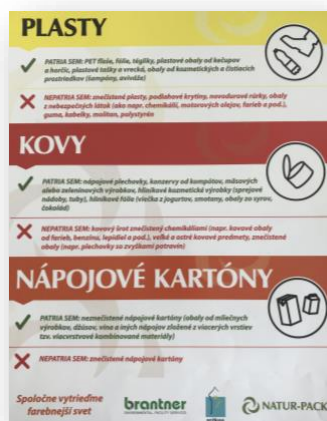 PLASTY
PATRIA SEM: PET fľaše, fólie, tégliky, plastové obaly od kečupov
a horčíc, plastové tašky a vrecká, obaly od kozmetických a čistiacich
prostriedkov (šampóny, aviváže)
NEPATRIA SEM: znečistené plasty, podlahové krytiny, novodurové rúrky, obaly
z nebezpečných látok (ako napr. chemikálií, motorových olejov, farieb a pod.),
guma, kabelky, molitan, polystyrén
KOVY
PATRIA SEM: nápojové plechovky, konzervy od kompótov, mäsových
alebo zeleninových výrobkov, hliníkové kozmetické výrobky (sprejové
nádoby, tuby), hliníkové fólie (viečka z jogurtov, smotany, obaly zo syrov,
čokolád)
NEPATRIA SEM: kovový šrot znečistený chemikáliami (napr. kovové obaly
od farieb, benzínu, lepidiel a pod.), veľké a ostré kovové predmety, znečistené
obaly (napr. plechovky so zvyškami potravín)
NÁPOJOVÉ KARTÓNY
PATRIA SEM: neznečistené nápojové kartóny (obaly od mliečnych
výrobkov, džúsov, vína a iných nápojov zložené z viacerých vrstiev
tzv. viacvrstvové kombinované materiály)
NEPATRIA SEM: znečistené nápojové kartóny
Spoločne vytrieďme
farebnejší svet
brantner
NATUR-PACK